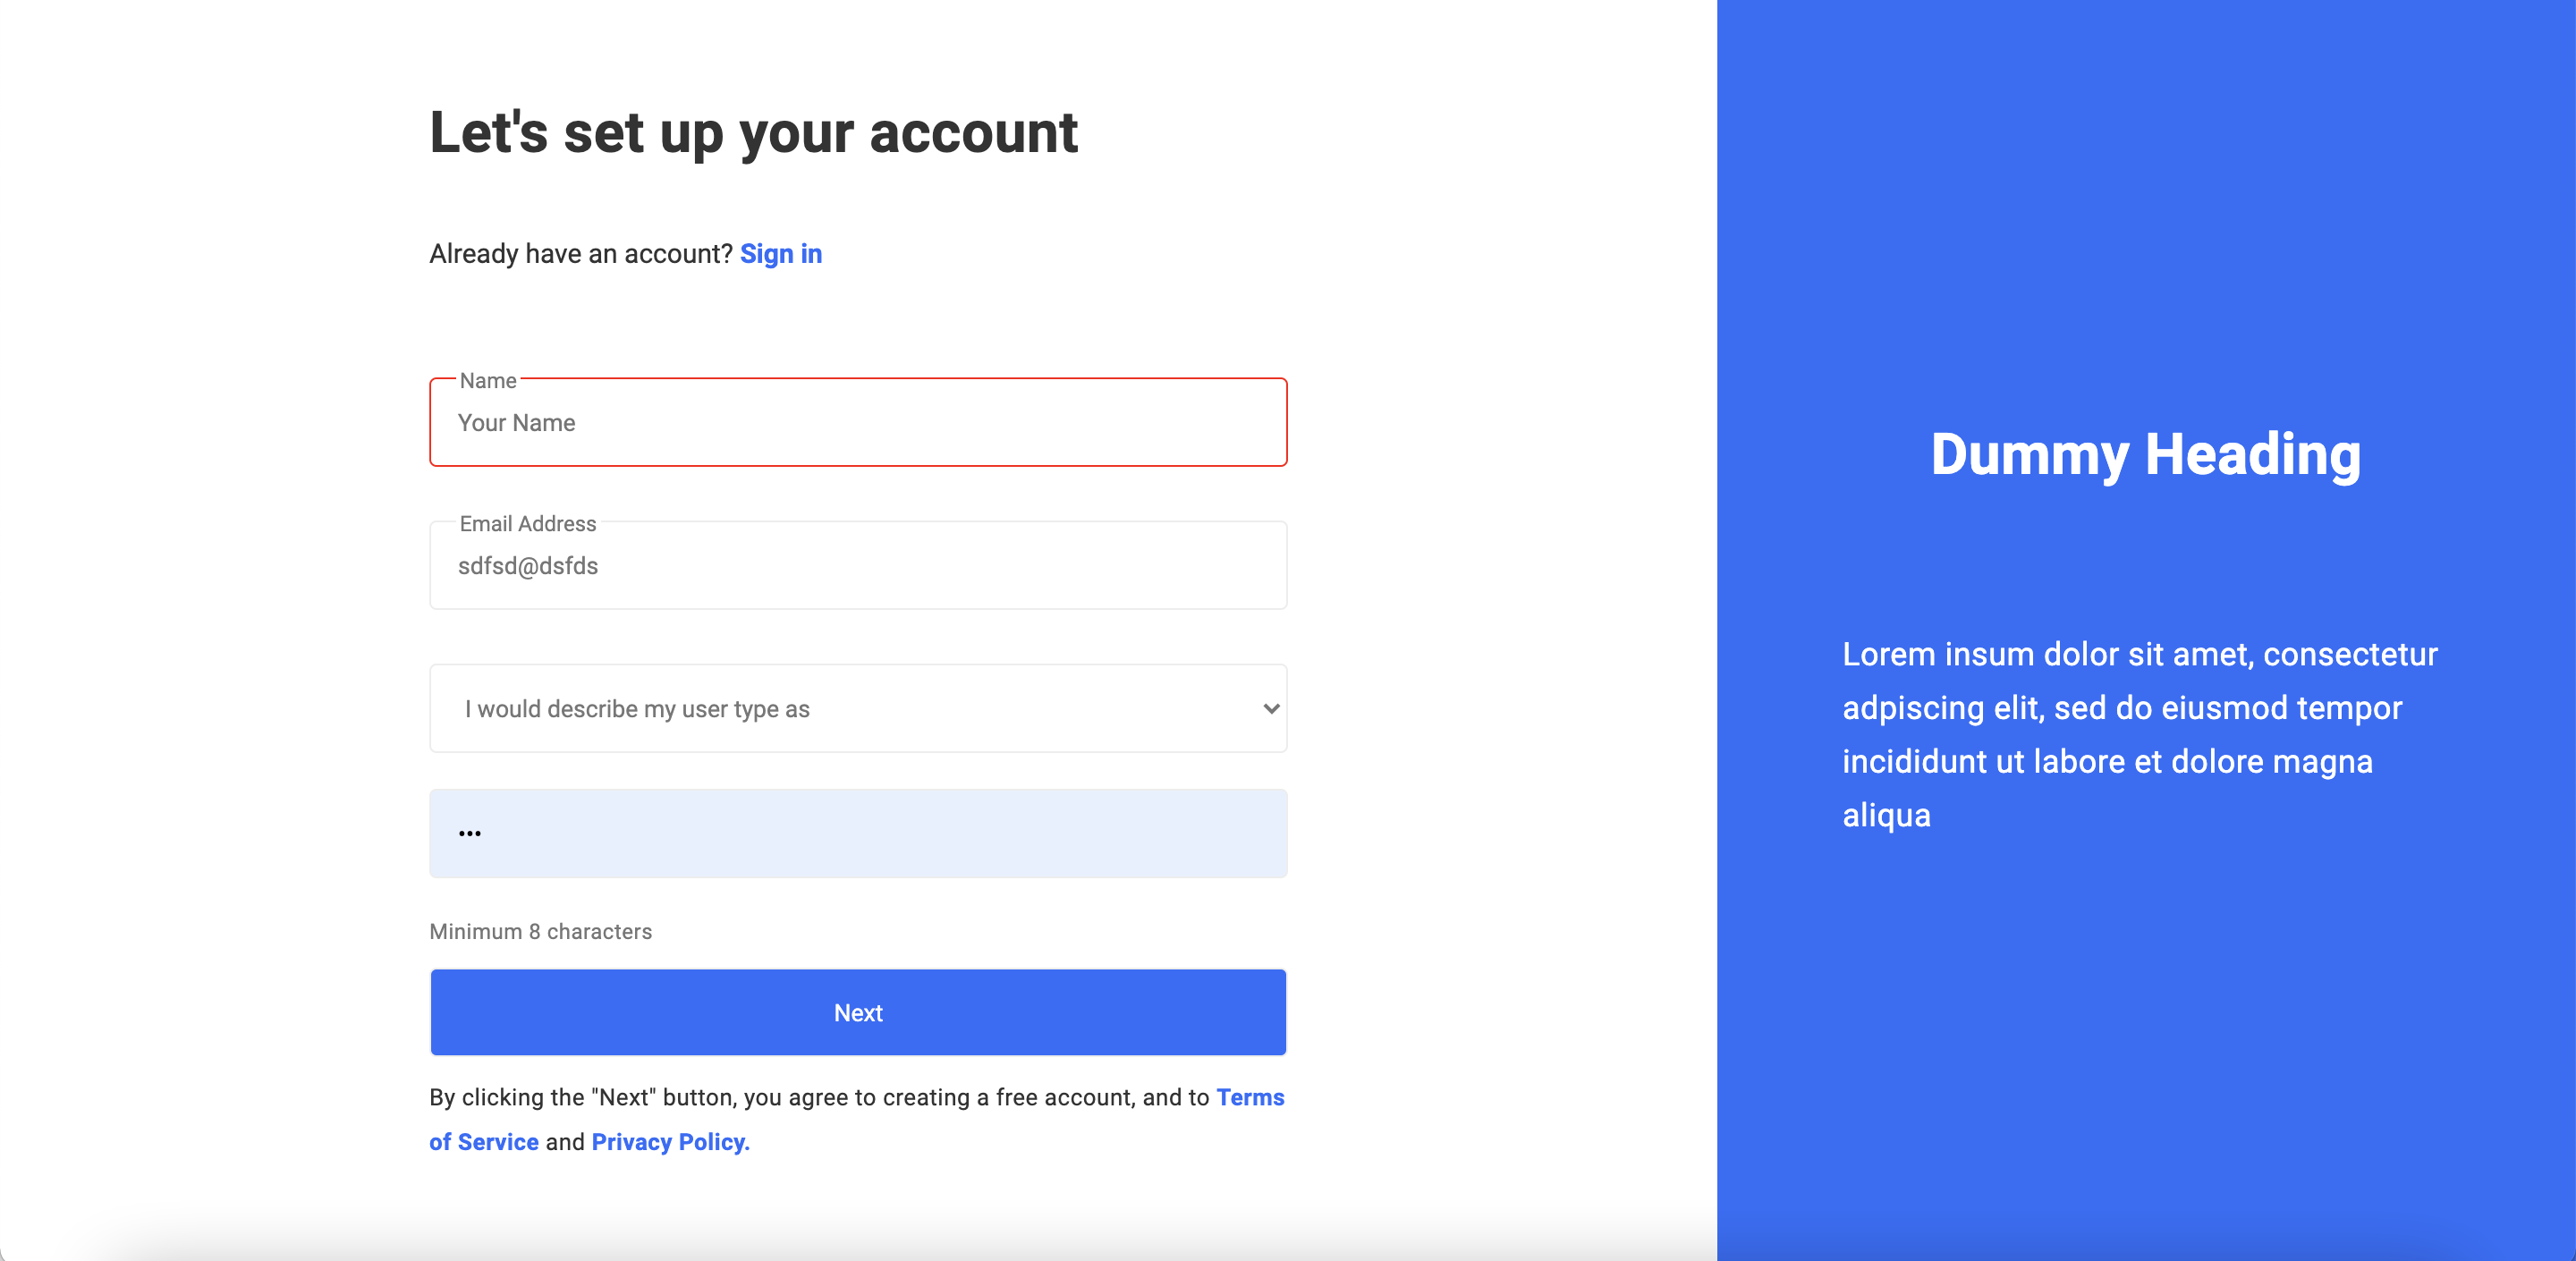 Let's set up your account
Already have an account? Sign in
Name
Your Name
Email Address
sdfsd@dsfds
I would describe my user type as
•••
Minimum 8 characters
Next
By clicking the "Next" button, you agree to creating a free account, and to Terms
of Service and Privacy Policy.
Dummy Heading
Lorem insum dolor sit amet, consectetur
adpiscing elit, sed do eiusmod tempor
incididunt ut labore et dolore magna
aliqua